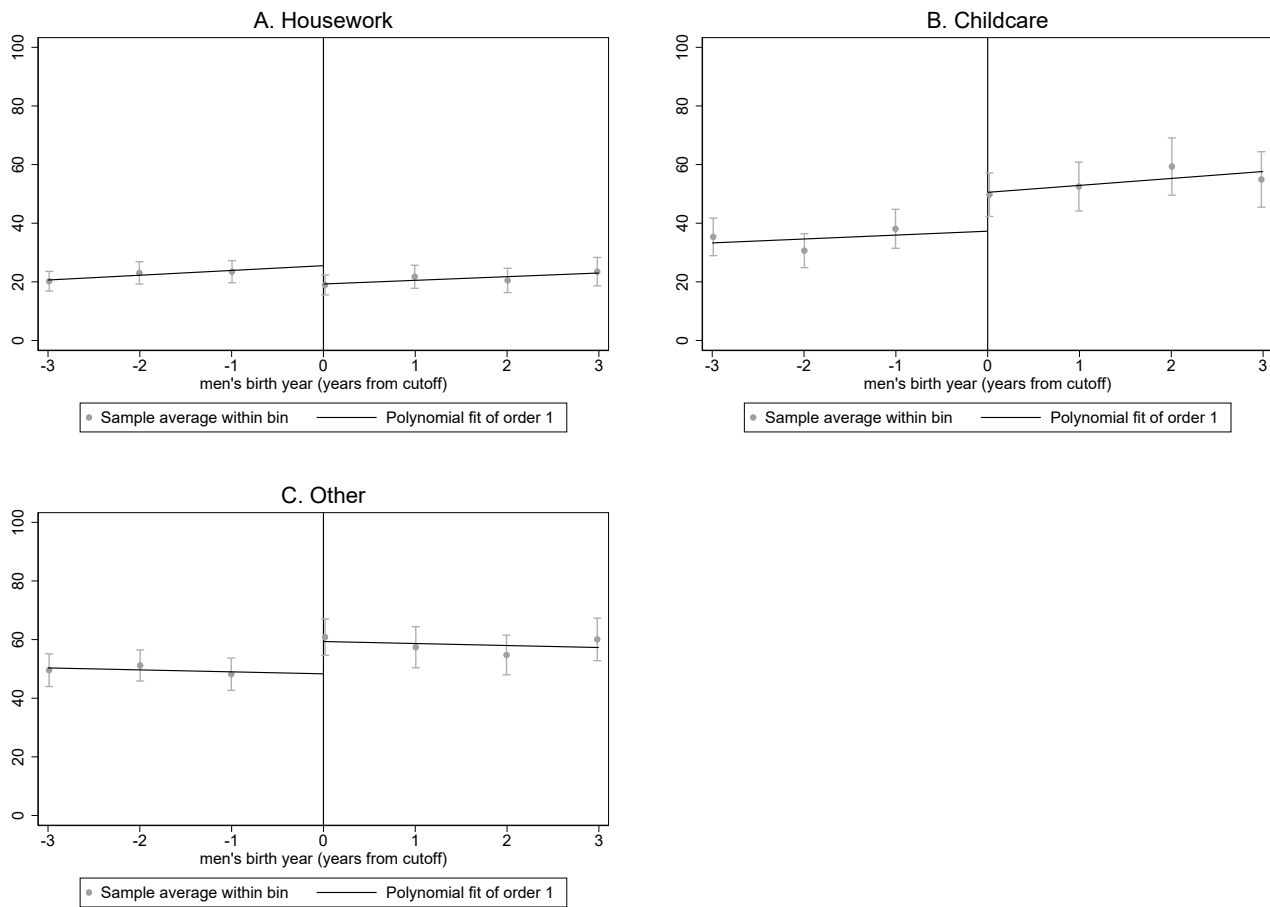 A. Housework
100
80
60
40
20
0
-3 -2 -1 0 1 2 3
men's birth year (years from cutoff)
Sample average within bin Polynomial fit of order 1
B. Childcare
100
80
60
40
20
0
-3 -2 -1 0 1 2 3
men's birth year (years from cutoff)
Sample average within bin Polynomial fit of order 1
C. Other
100
80
60
40
20
0
-3 -2 -1 0 1 2 3
men's birth year (years from cutoff)
Sample average within bin Polynomial fit of order 1